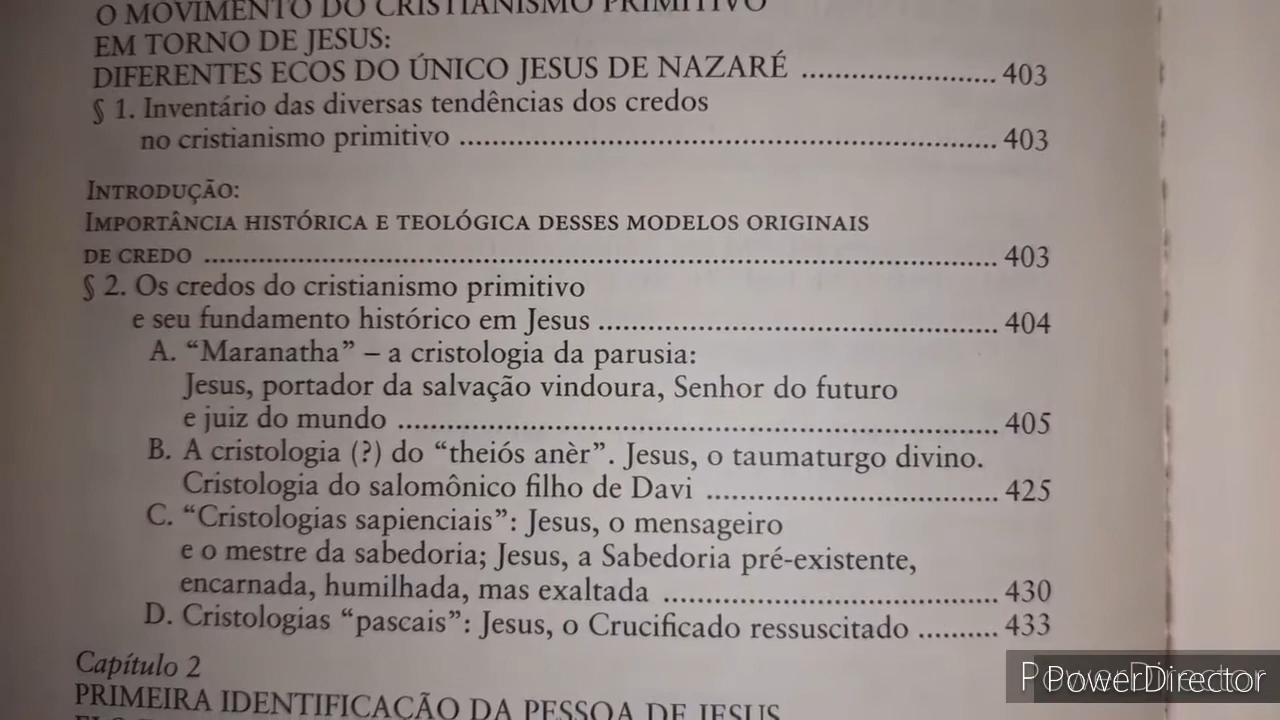 O MOVIMENTO DO CRISTIANISMO PRIMITIVO
EM TORNO DE JESUS:
DIFERENTES ECOS DO ÚNICO JESUS DE NAZARÉ ........................ 403
§ 1. Inventário das diversas tendências dos credos
no cristianismo primitivo ................................................................ 403
INTRODUÇÃO:
IMPORTÂNCIA HISTÓRICA E TEOLÓGICA DESSES MODELOS ORIGINAIS
DE CREDO ................................................................................................ 403
§ 2. Os credos do cristianismo primitivo
e seu fundamento histórico em Jesus ................................................ 404
A. “Maranatha” – a cristologia da parusia:
Jesus, portador da salvação vindoura, Senhor do futuro
e juiz do mundo ........................................................................ 405
B. A cristologia (?) do “theiós anèr”. Jesus, o taumaturgo divino.
Cristologia do salomônico filho de Davi .................................... 425
C. “Cristologias sapienciais”: Jesus, o mensageiro
e o mestre da sabedoria; Jesus, a Sabedoria pré-existente,
encarnada, humilhada, mas exaltada ........................................ 430
D. Cristologias “pascais”: Jesus, o Crucificado ressuscitado .......... 433
Capítulo 2
PRIMEIRA IDENTIFICAÇÃO DA PESSOA DE JESUS
PowerDirector